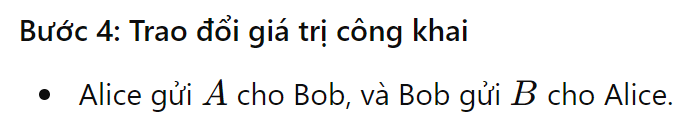 Bước 4: Trao đổi giá trị công khai
• Alice gửi A cho Bob, và Bob gửi B cho Alice.